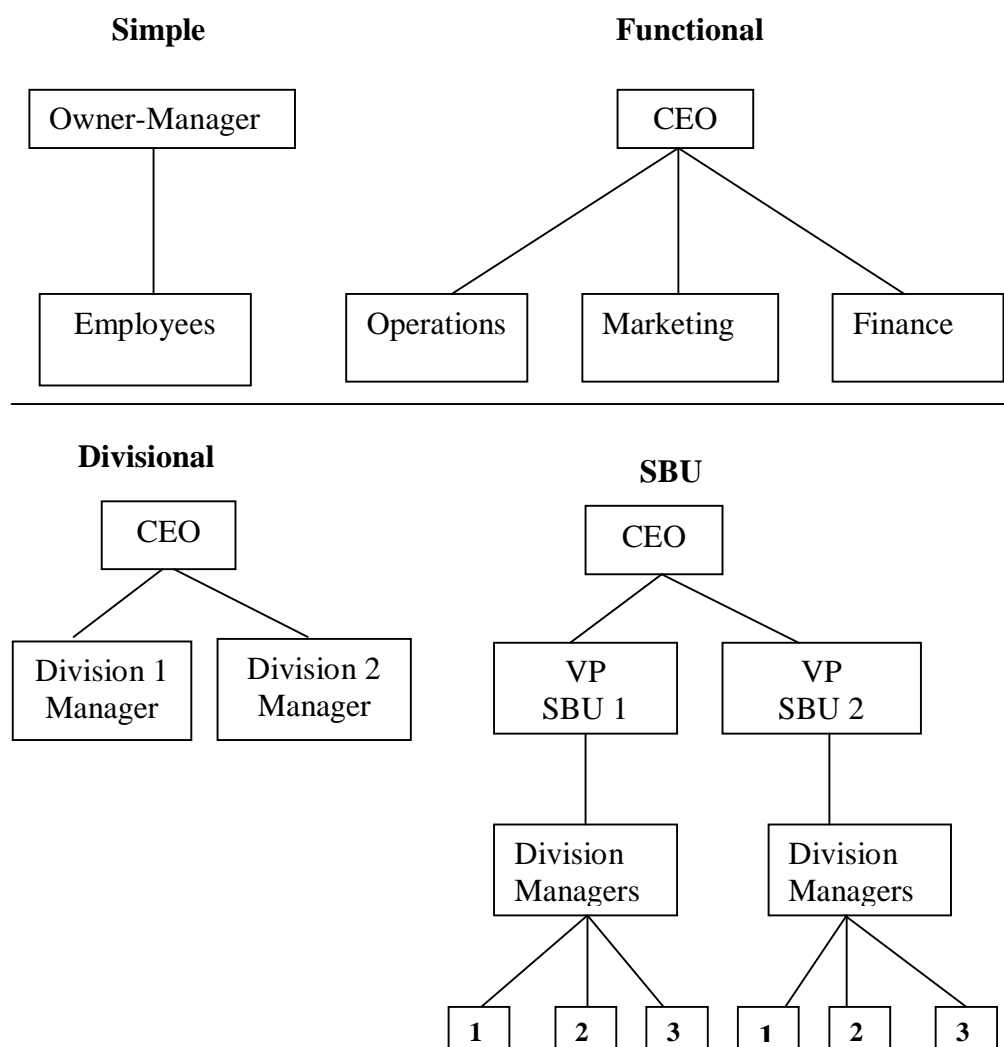 Simple
Functional
Owner-Manager
CEO
Employees
Operations
Marketing
Finance
Divisional
SBU
CEO
CEO
Division 1
Manager
Division 2
Manager
VP
SBU 1
VP
SBU 2
Division
Managers
Division
Managers
1
2
3
1
2
3